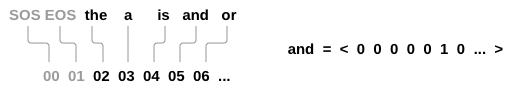 SOS EOS the a is and or
and = < 0 0 0 0 0 1 0 ... >
00 01 02 03 04 05 06 ...